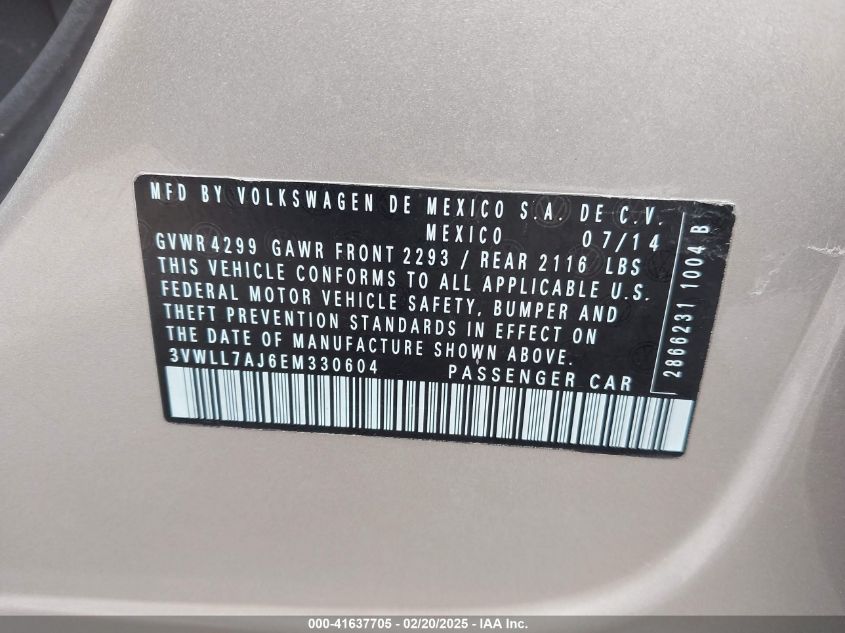 MFD BY VOLKSWAGEN DE MEXICO S.A. DE C.V.
MEXICO 07/14
GVWR 4299 GAWR FRONT 2293 / REAR 2116 LBS
THIS VEHICLE CONFORMS TO ALL APPLICABLE U.S.
FEDERAL MOTOR VEHICLE SAFETY, BUMPER AND
THEFT PREVENTION STANDARDS IN EFFECT ON
THE DATE OF MANUFACTURE SHOWN ABOVE.
3VWLL7AJ6EM330604 PASSENGER CAR
2866231 1004 B
000-41637705 - 02/20/2025 - IAA Inc.